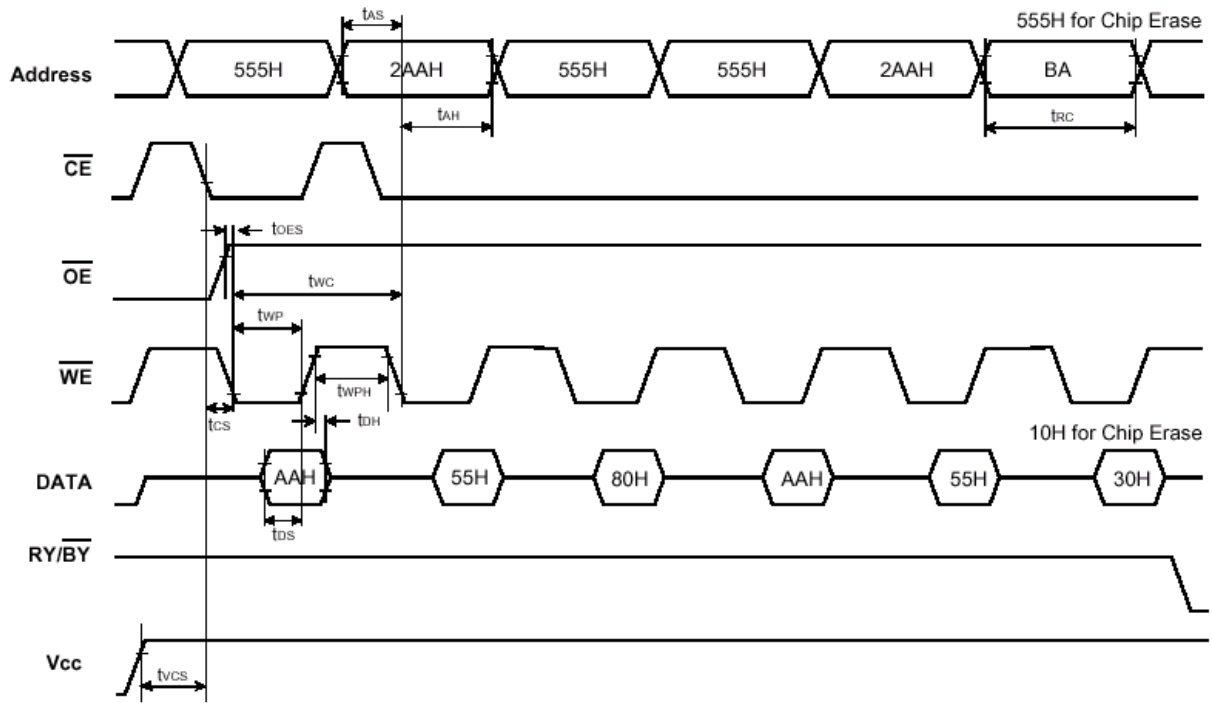 tAS
555H for Chip Erase
Address 555H 2AAH 555H 555H 2AAH BA
tAH tRC
CE
tOES
OE
tWC
tWP
WE
tWPH
tCS
tDH
10H for Chip Erase
DATA AAH 55H 80H AAH 55H 30H
tDS
RY/BY
Vcc
tVCS